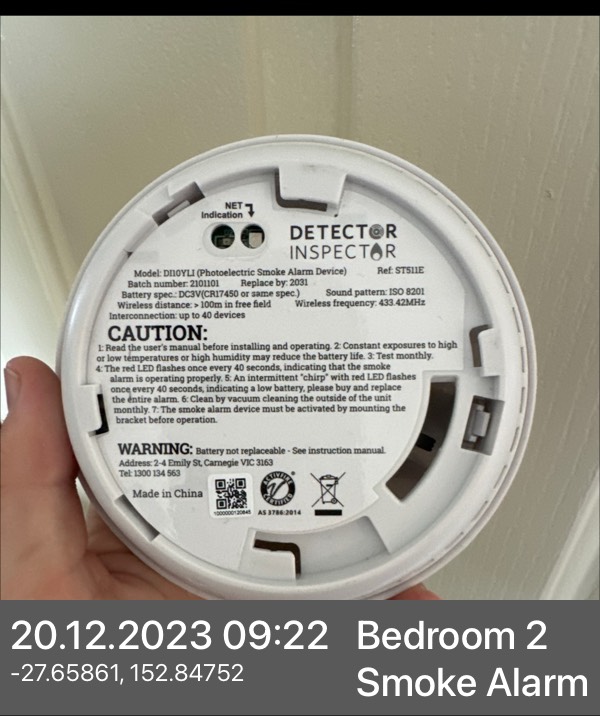 NET
Indication
DETECTOR
INSPECTOR
Model: DI10YLI (Photoelectric Smoke Alarm Device) Ref: ST511E
Batch number: 2101101 Replace by: 2031
Battery spec.: DC3V(CR17450 or same spec.) Sound pattern: ISO 8201
Wireless distance: > 100m in free field Wireless frequency: 433.42MHz
Interconnection: up to 40 devices
CAUTION:
1: Read the user's manual before installing and operating. 2: Constant exposures to high
or low temperatures or high humidity may reduce the battery life. 3: Test monthly.
4: The red LED flashes once every 40 seconds, indicating that the smoke
alarm is operating properly. 5: An intermittent "chirp" with red LED flashes
once every 40 seconds, indicating a low battery, please buy and replace
the entire alarm. 6: Clean by vacuum cleaning the outside of the unit
monthly. 7: The smoke alarm device must be activated by mounting the
bracket before operation.
WARNING: Battery not replaceable - See instruction manual.
Address: 2-4 Emily St, Carnegie VIC 3163
Tel: 1300 134 563
Made in China
ACTIVFIRE
CERTIFIED
AS 3786:2014
20.12.2023 09:22
-27.65861, 152.84752
Bedroom 2
Smoke Alarm